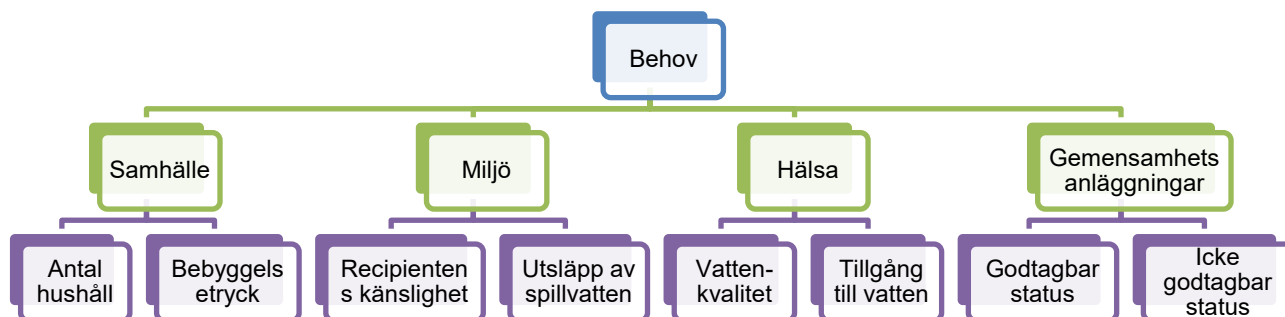 Behov
Samhälle
Miljö
Hälsa
Gemensamhets
anläggningar
Antal
hushåll
Bebyggels
etryck
Recipienten
s känslighet
Utsläpp av
spillvatten
Vatten-
kvalitet
Tillgång
till vatten
Godtagbar
status
Icke
godtagbar
status